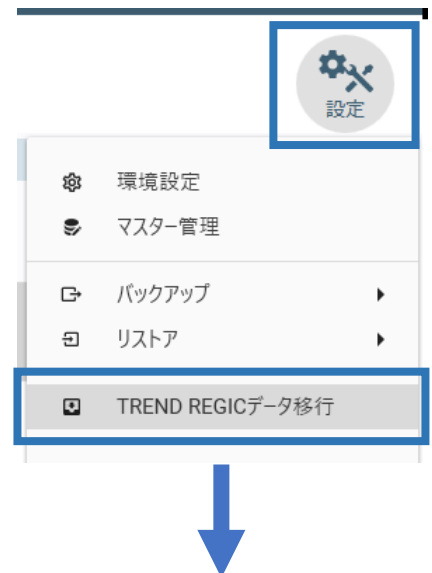 設定
環境設定
マスター管理
バックアップ
リストア
TREND REGICデータ移行